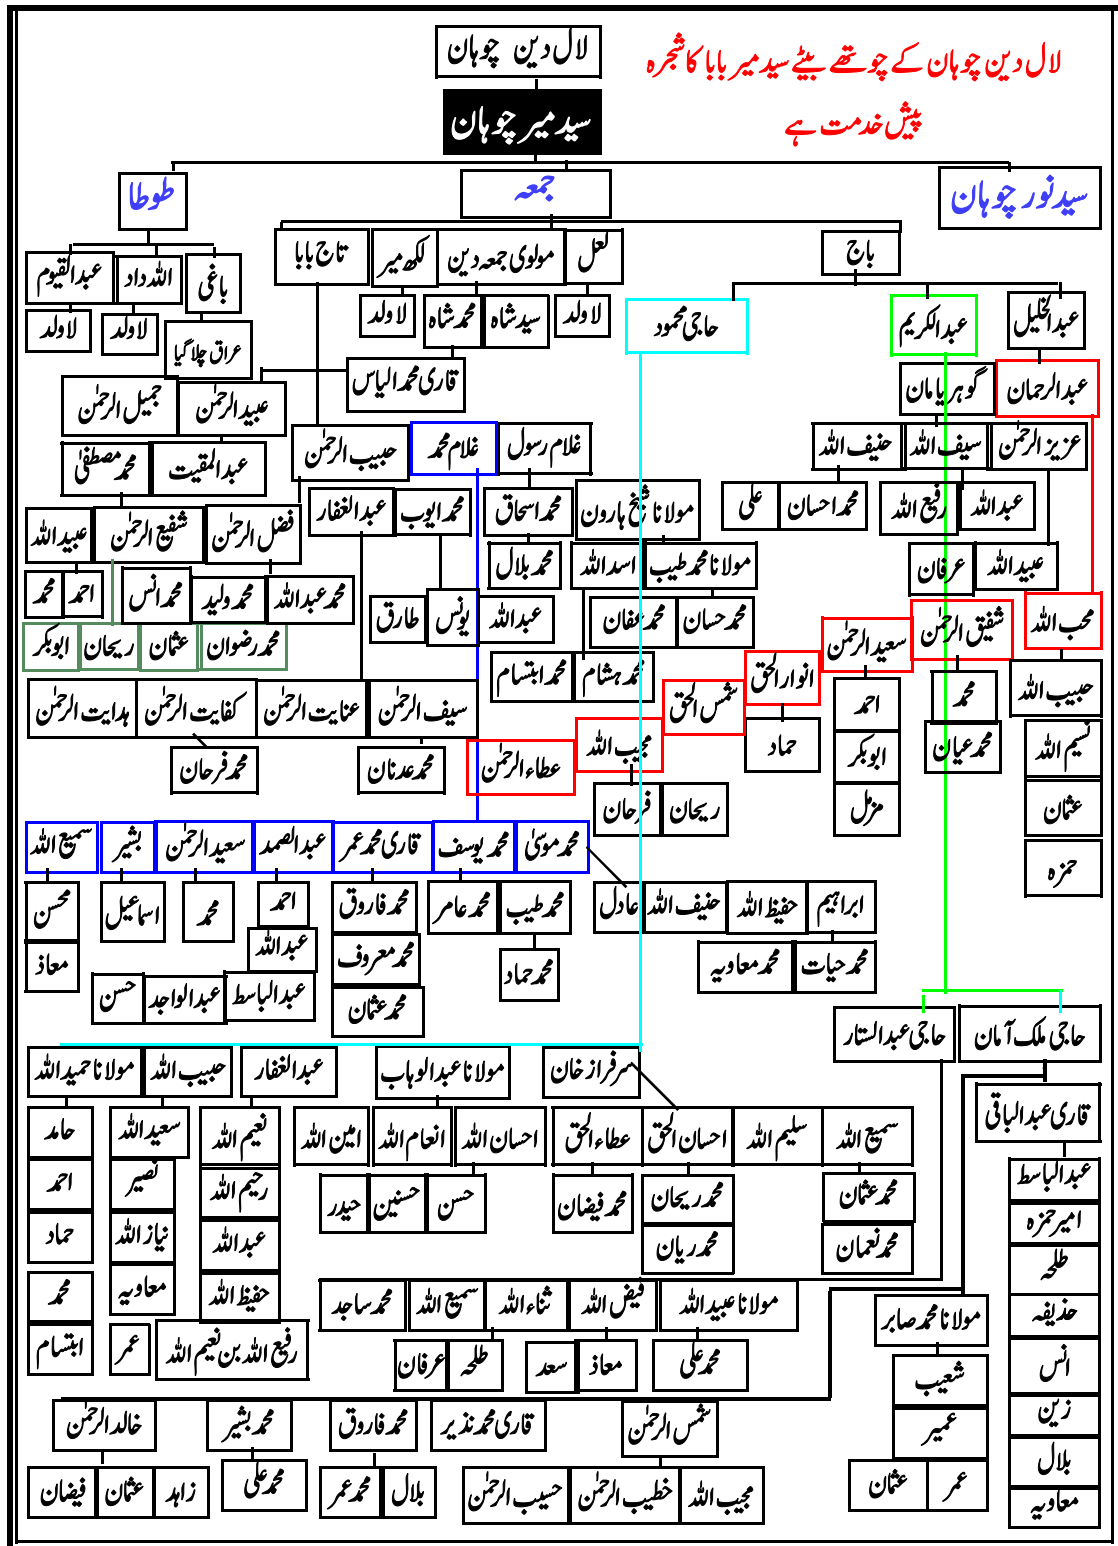 لال دین چوہان کے چوتھے بیٹے سید میر بابا کا شجرہ
پیش خدمت ہے
لال دین چوہان
سید میر چوہان
سید نور چوہان
جمعہ
طوطا
باج
لعل
مولوی جمعہ دین
لکھ میر
تاج بابا
باغی
اللہ داد
عبدالقیوم
عبدالخلیل
عبدالکریم
حاجی محمود
لاولد
سید شاہ
محمد شاہ
لاولد
عراق چلا گیا
لاولد
لاولد
عبدالرحمان
گوہر یامان
قاری محمد الیاس
عبیدالرحمٰن
جمیل الرحمٰن
عزیز الرحمٰن
سیف اللہ
حنیف اللہ
غلام رسول
غلام محمد
حبیب الرحمٰن
عبدالمقیت
محمد مصطفیٰ
عبداللہ
رفیع اللہ
محمد احسان
علی
مولانا شیخ ہارون
محمد اسحاق
محمد ایوب
عبدالغفار
فضل الرحمٰن
شفیع الرحمٰن
عبیداللہ
عبیداللہ
عرفان
مولانا محمد طیب
اسداللہ
محمد بلال
محمد عبداللہ
محمد ولید
محمد انس
احمد
محمد
محب اللہ
شفیق الرحمٰن
سعید الرحمٰن
محمد حسان
محمد عفان
عبداللہ
یونس
طارق
محمد رضوان
عثمان
ریحان
ابوبکر
انوارالحق
شمس الحق
محمد ہشام
محمد ابتسام
حبیب اللہ
محمد
احمد
سیف الرحمٰن
عنایت الرحمٰن
کفایت الرحمٰن
ہدایت الرحمٰن
نسیم اللہ
محمد عیان
ابوبکر
حماد
مجیب اللہ
عطاء الرحمٰن
محمد عدنان
محمد فرحان
عثمان
مزمل
ریحان
فرحان
حمزہ
محمد موسیٰ
محمد یوسف
قاری محمد عمر
عبدالصمد
سعید الرحمٰن
بشیر
سمیع اللہ
ابراہیم
حفیظ اللہ
حنیف اللہ
عادل
محمد طیب
محمد عامر
محمد فاروق
احمد
محمد
اسماعیل
محسن
محمد حیات
محمد معاویہ
محمد حماد
محمد معروف
عبداللہ
معاذ
محمد عثمان
عبدالباسط
عبدالواجد
حسن
حاجی ملک آمان
حاجی عبدالستار
سرفراز خان
مولانا عبدالوہاب
عبدالغفار
حبیب اللہ
مولانا حمیداللہ
قاری عبدالباقی
سمیع اللہ
سلیم اللہ
احسان الحق
عطاء الحق
احسان اللہ
انعام اللہ
امین اللہ
نعیم اللہ
سعید اللہ
حامد
عبدالباسط
محمد عثمان
محمد ریحان
محمد فیضان
حسن
حسنین
حیدر
رحیم اللہ
نصیر
احمد
امیر حمزہ
محمد نعمان
محمد ریان
عبداللہ
نیاز اللہ
حماد
طلحہ
حفیظ اللہ
معاویہ
محمد
حذیفہ
مولانا محمد صابر
مولانا عبیداللہ
فیض اللہ
ثناء اللہ
سمیع اللہ
محمد ساجد
رفیع اللہ بن نعیم اللہ
عمر
ابتسام
انس
شعیب
محمد علی
معاذ
سعد
طلحہ
عرفان
زین
عمیر
شمس الرحمٰن
قاری محمد نذیر
محمد فاروق
محمد بشیر
خالد الرحمٰن
بلال
عمر
عثمان
مجیب اللہ
خطیب الرحمٰن
حسیب الرحمٰن
بلال
محمد عمر
محمد علی
زاہد
عثمان
فیضان
معاویہ